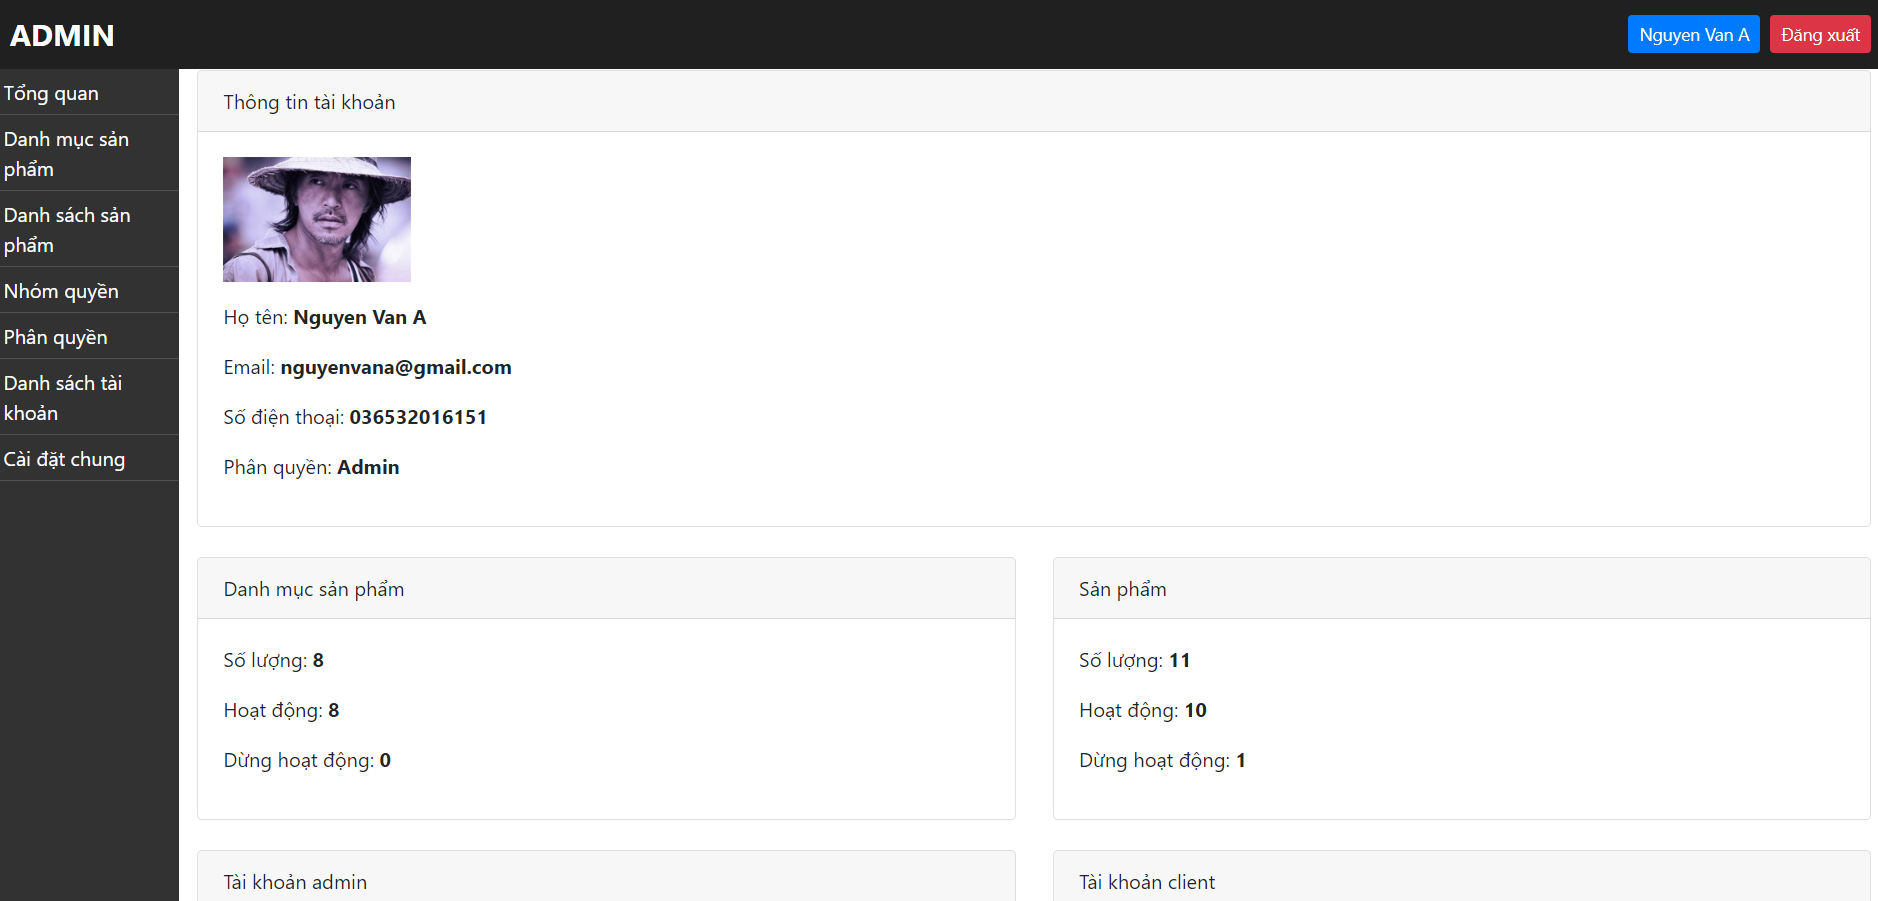 ADMIN
Nguyen Van A
Đăng xuất
Tổng quan
Danh mục sản
phẩm
Danh sách sản
phẩm
Nhóm quyền
Phân quyền
Danh sách tài
khoản
Cài đặt chung
Thông tin tài khoản
Họ tên: Nguyen Van A
Email: nguyenvana@gmail.com
Số điện thoại: 036532016151
Phân quyền: Admin
Danh mục sản phẩm
Số lượng: 8
Hoạt động: 8
Dừng hoạt động: 0
Sản phẩm
Số lượng: 11
Hoạt động: 10
Dừng hoạt động: 1
Tài khoản admin
Tài khoản client